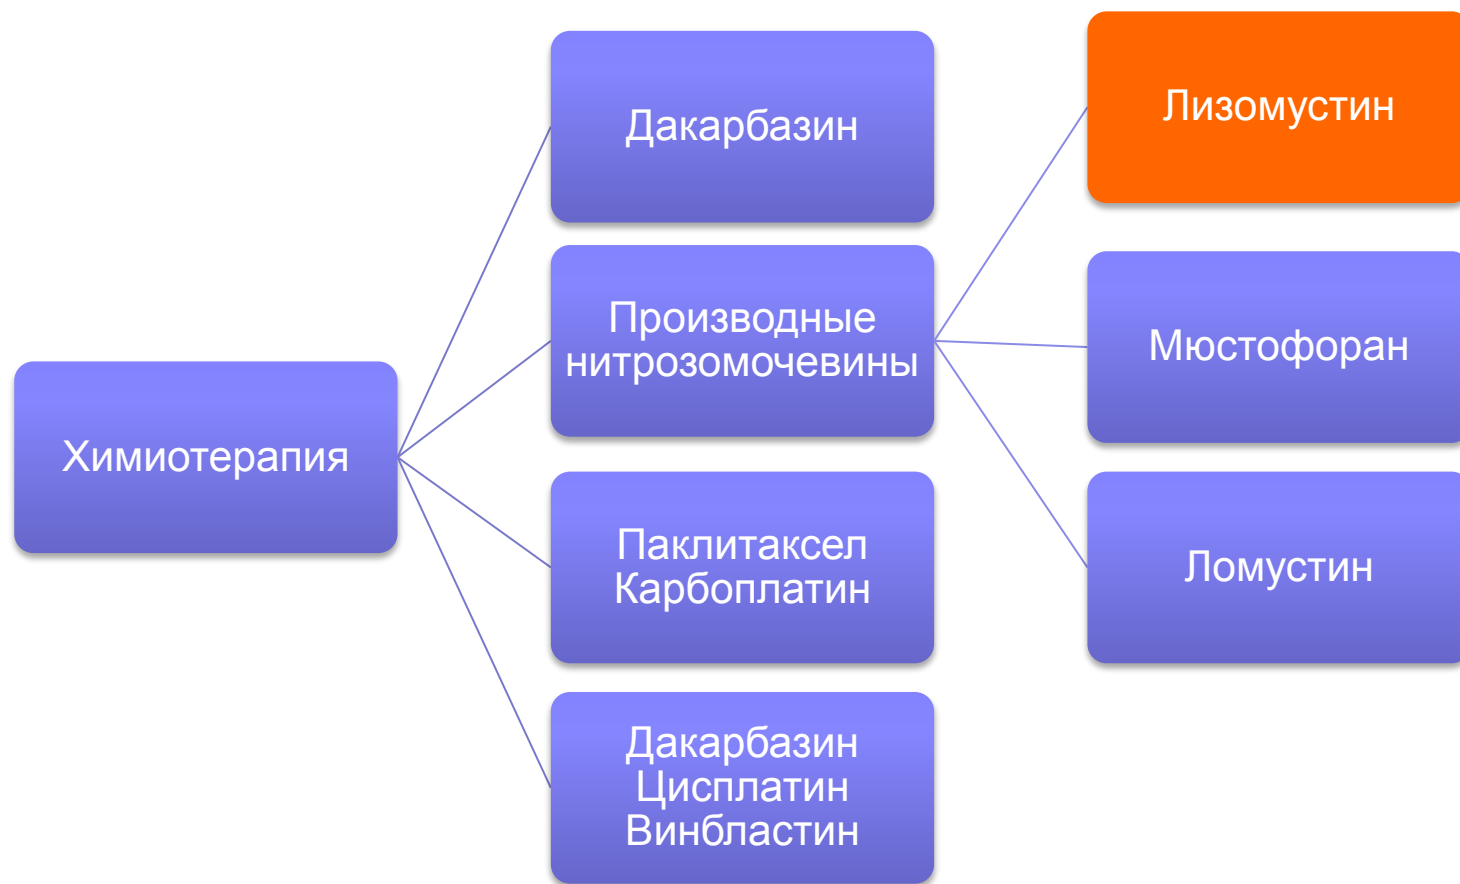 Химиотерапия
Дакарбазин
Производные
нитрозомочевины
Паклитаксел
Карбоплатин
Дакарбазин
Цисплатин
Винбластин
Лизомустин
Мюстофоран
Ломустин